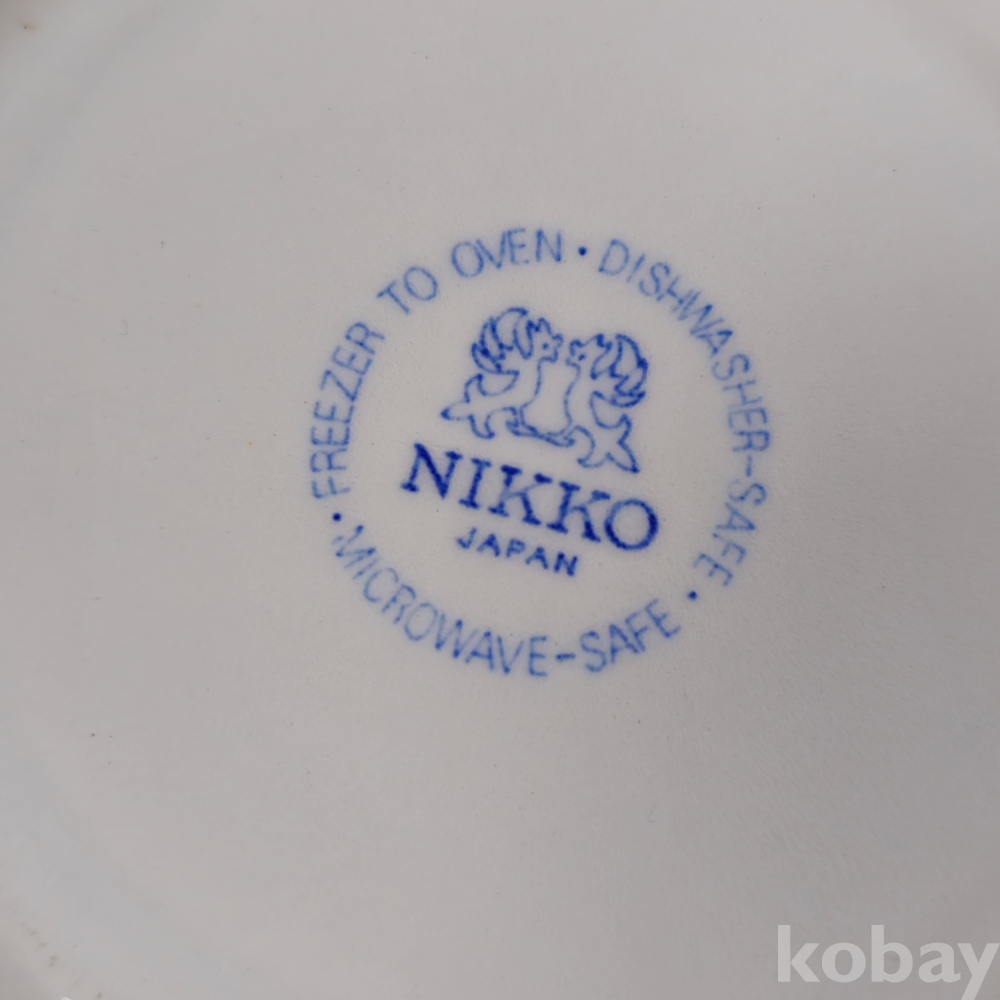 FREEZER TO OVEN · DISHWASHER-SAFE · MICROWAVE-SAFE ·
NIKKO
JAPAN
kobay